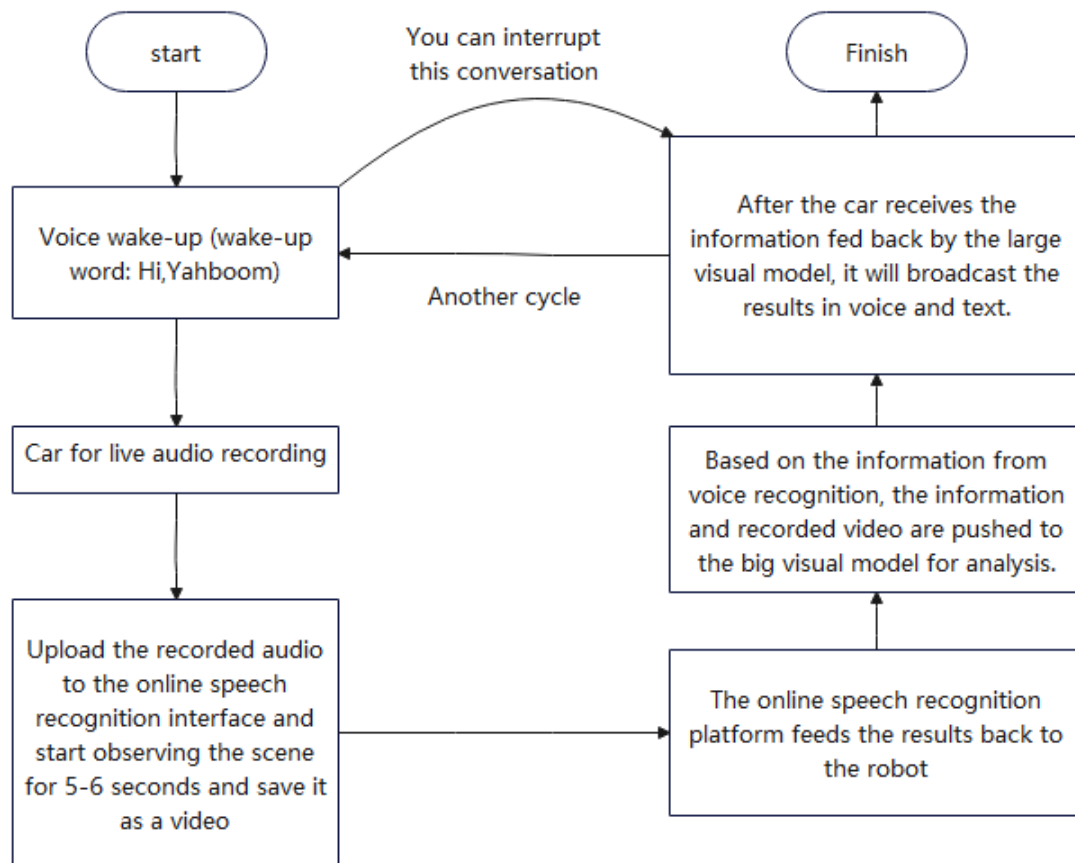 start
You can interrupt
this conversation
Finish
Voice wake-up (wake-up
word: Hi,Yahboom)
After the car receives the
information fed back by the large
visual model, it will broadcast the
results in voice and text.
Another cycle
Car for live audio recording
Based on the information from
voice recognition, the information
and recorded video are pushed to
the big visual model for analysis.
Upload the recorded audio
to the online speech
recognition interface and
start observing the scene
for 5-6 seconds and save it
as a video
The online speech recognition
platform feeds the results back to
the robot